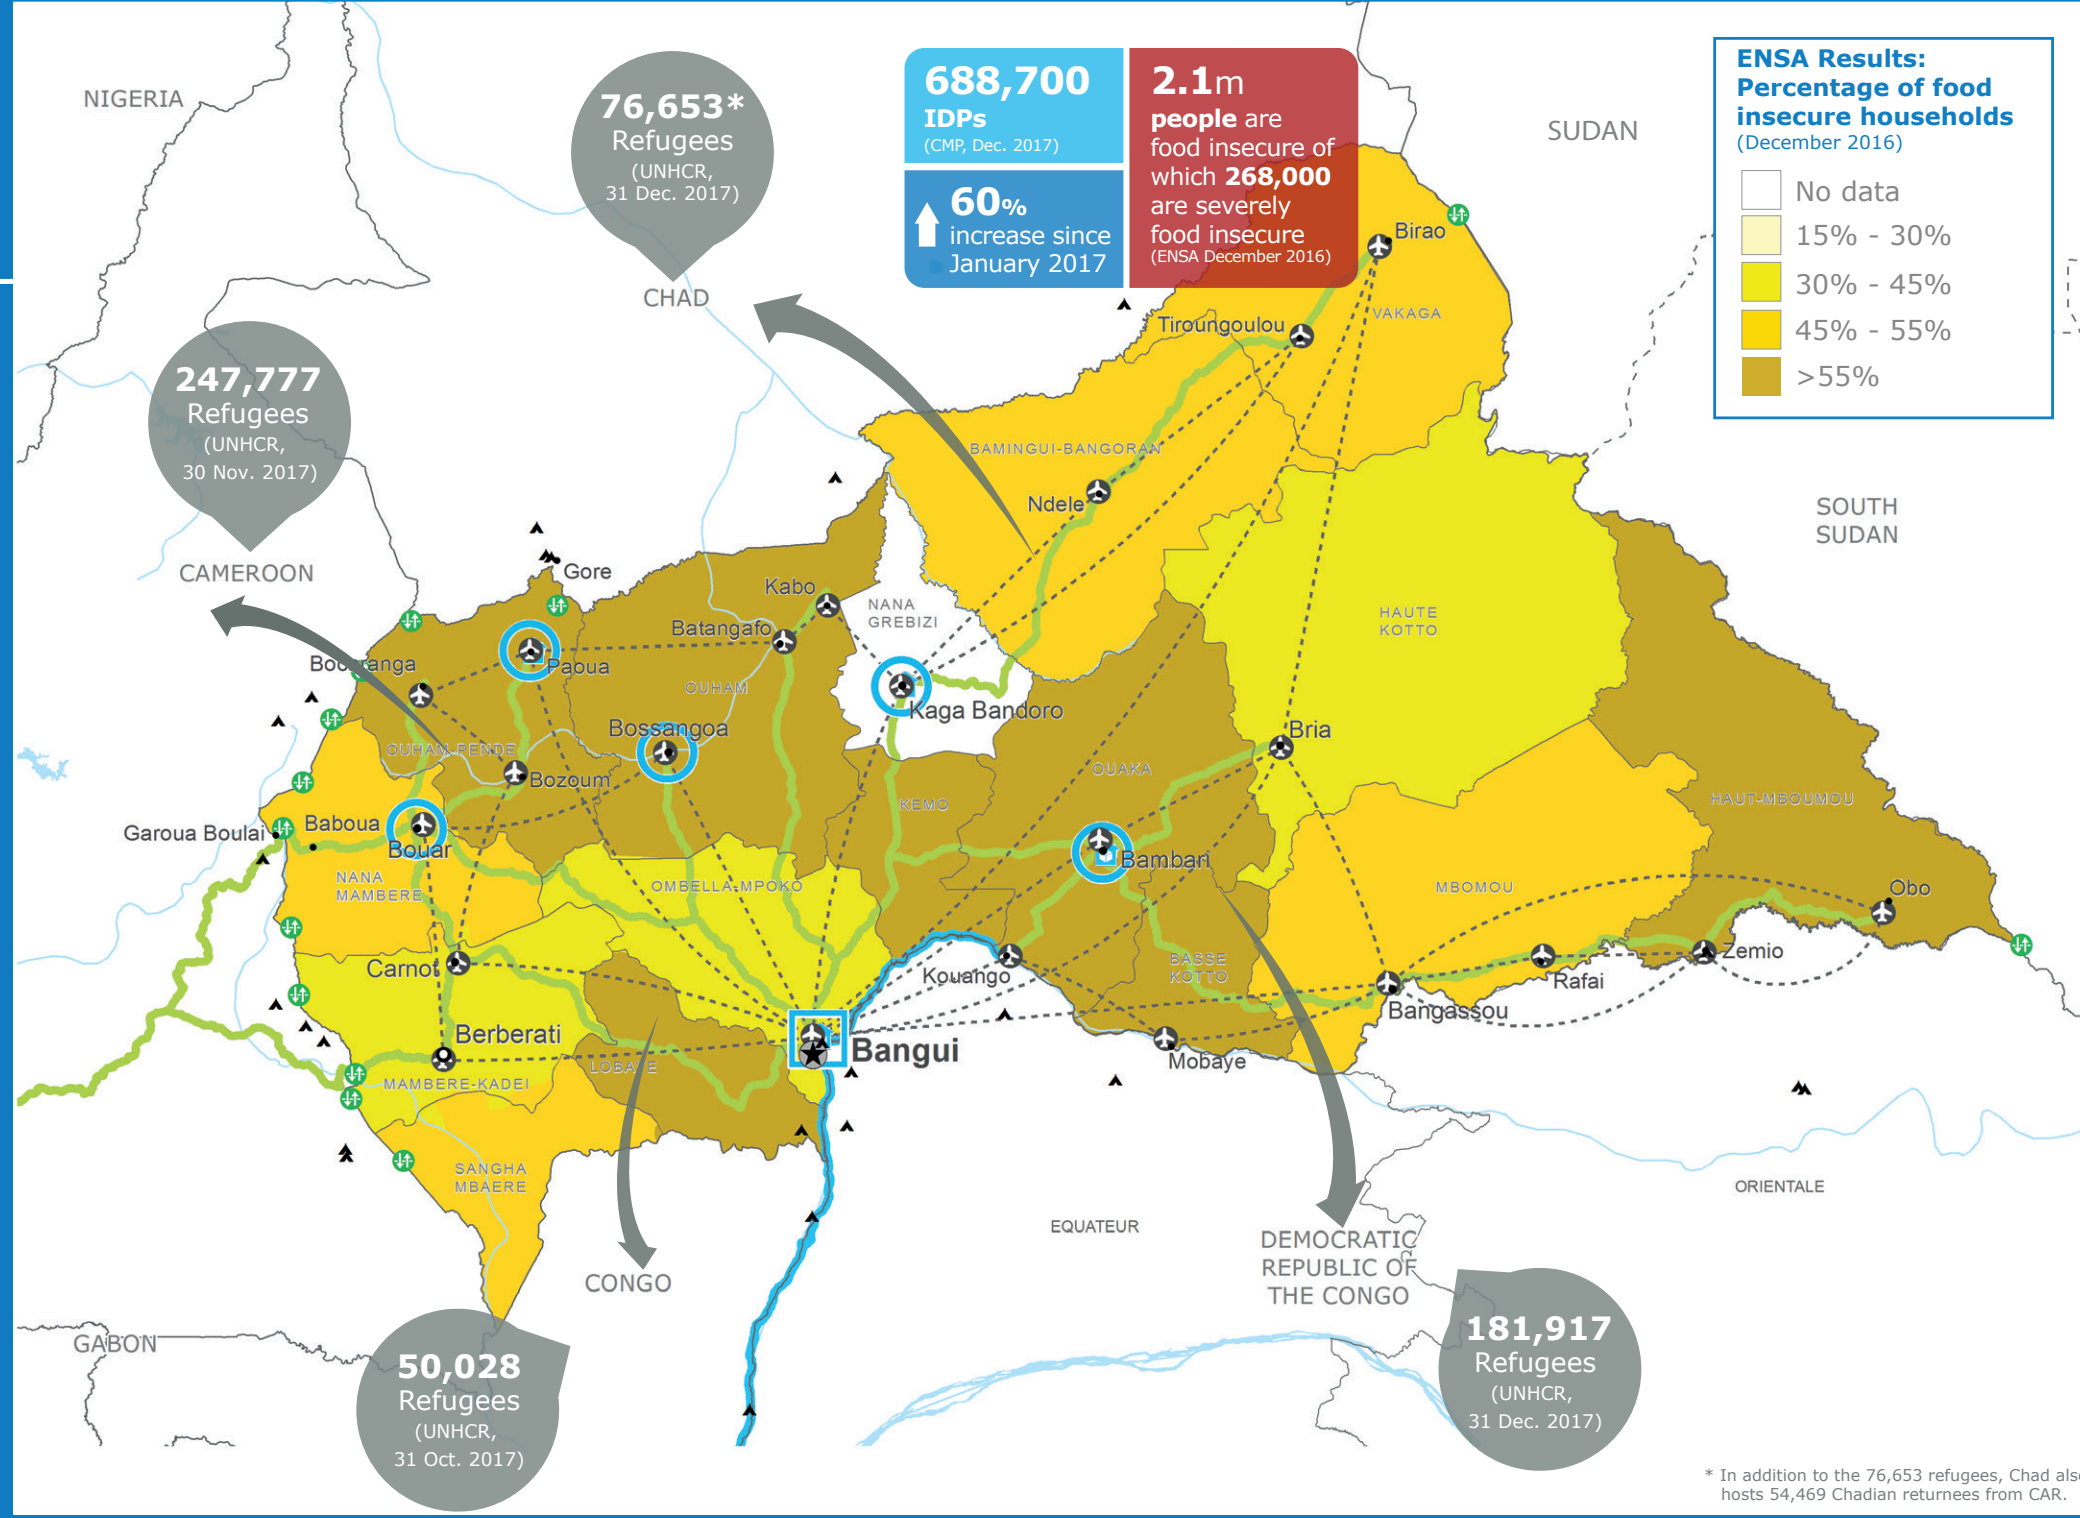 NIGERIA
76,653*
Refugees
(UNHCR,
31 Dec. 2017)
688,700
IDPs
(CMP, Dec. 2017)
60%
increase since
January 2017
2.1m
people are
food insecure of
which 268,000
are severely
food insecure
(ENSA December 2016)
SUDAN
ENSA Results:
Percentage of food
insecure households
(December 2016)
No data
15% - 30%
30% - 45%
45% - 55%
>55%
Birao
CHAD
Tiroungoulou
VAKAGA
247,777
Refugees
(UNHCR,
30 Nov. 2017)
BAMINGUI-BANGORAN
Ndele
SOUTH
SUDAN
CAMEROON
Gore
Kabo
NANA
GREBIZI
HAUTE
KOTTO
Batangafo
Paoua
OUHAM
Kaga Bandoro
Bossangoa
Bria
OUHAM-PENDE
Bozoum
OUAKA
HAUT-MBOUMOU
KEMO
Garoua Boulai
Baboua
Bouar
Bambari
NANA
MAMBERE
OMBELLA-MPOKO
MBOMOU
Obo
Carnot
Kouango
BASSE
KOTTO
Zemio
Rafai
Bangassou
Berberati
Bangui
Mobaye
LOBAYE
MAMBERE-KADEI
SANGHA
MBAERE
ORIENTALE
EQUATEUR
DEMOCRATIC
REPUBLIC OF
THE CONGO
CONGO
GABON
50,028
Refugees
(UNHCR,
31 Oct. 2017)
181,917
Refugees
(UNHCR,
31 Dec. 2017)
* In addition to the 76,653 refugees, Chad also
hosts 54,469 Chadian returnees from CAR.